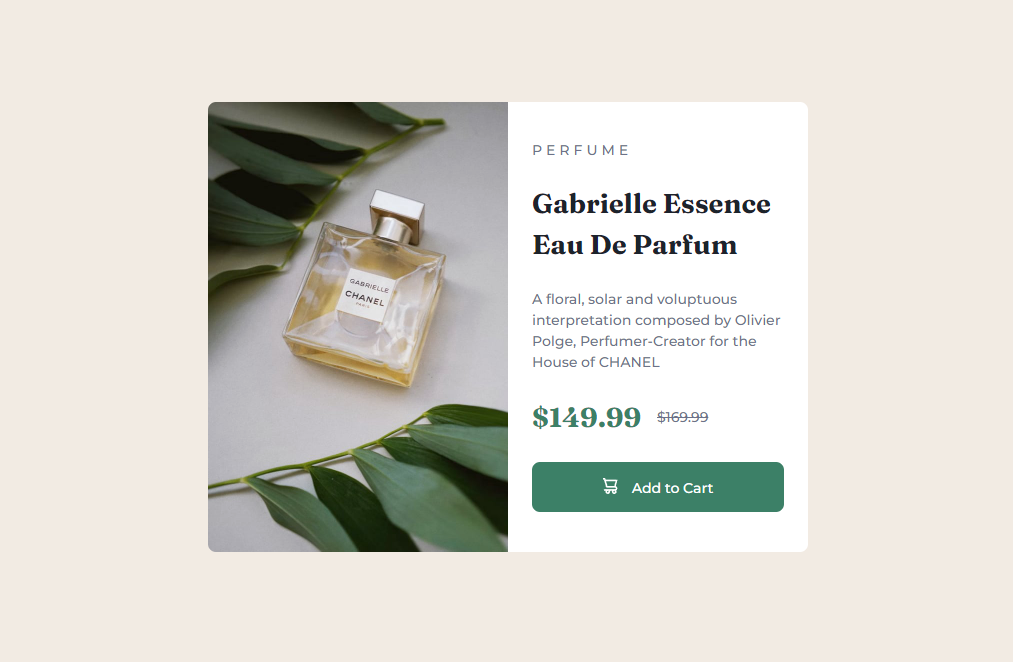 GABRIELLE
CHANEL
PARIS
PERFUME
Gabrielle Essence
Eau De Parfum
A floral, solar and voluptuous
interpretation composed by Olivier
Polge, Perfumer-Creator for the
House of CHANEL
$149.99 $169.99
Add to Cart